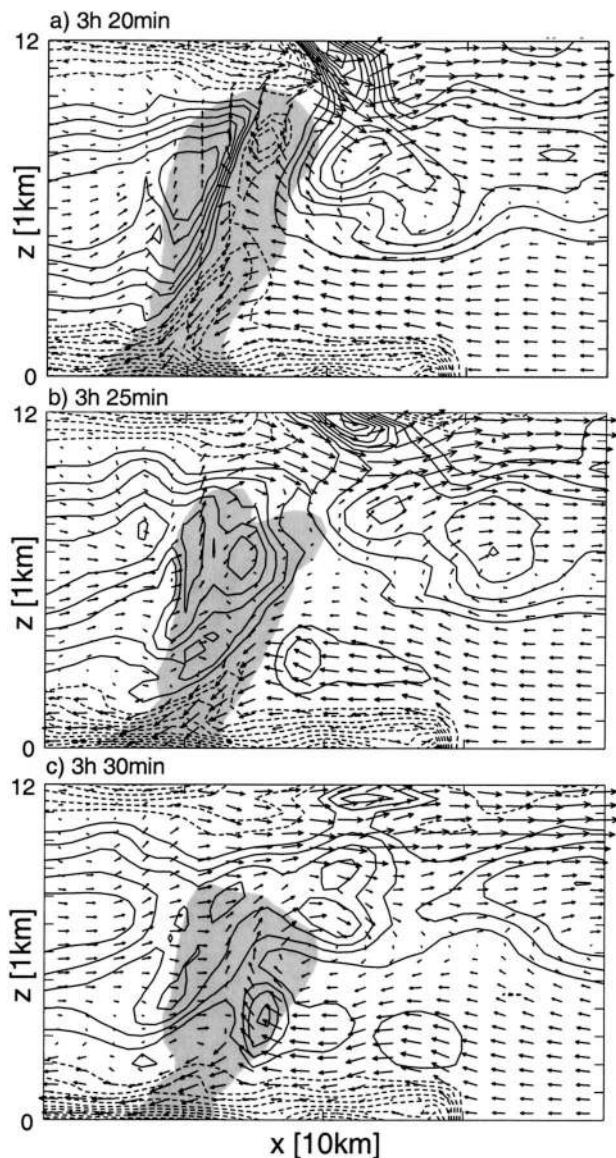 a) 3h 20min
12
z [1km]
0
b) 3h 25min
12
z [1km]
0
c) 3h 30min
12
z [1km]
0
x [10km]